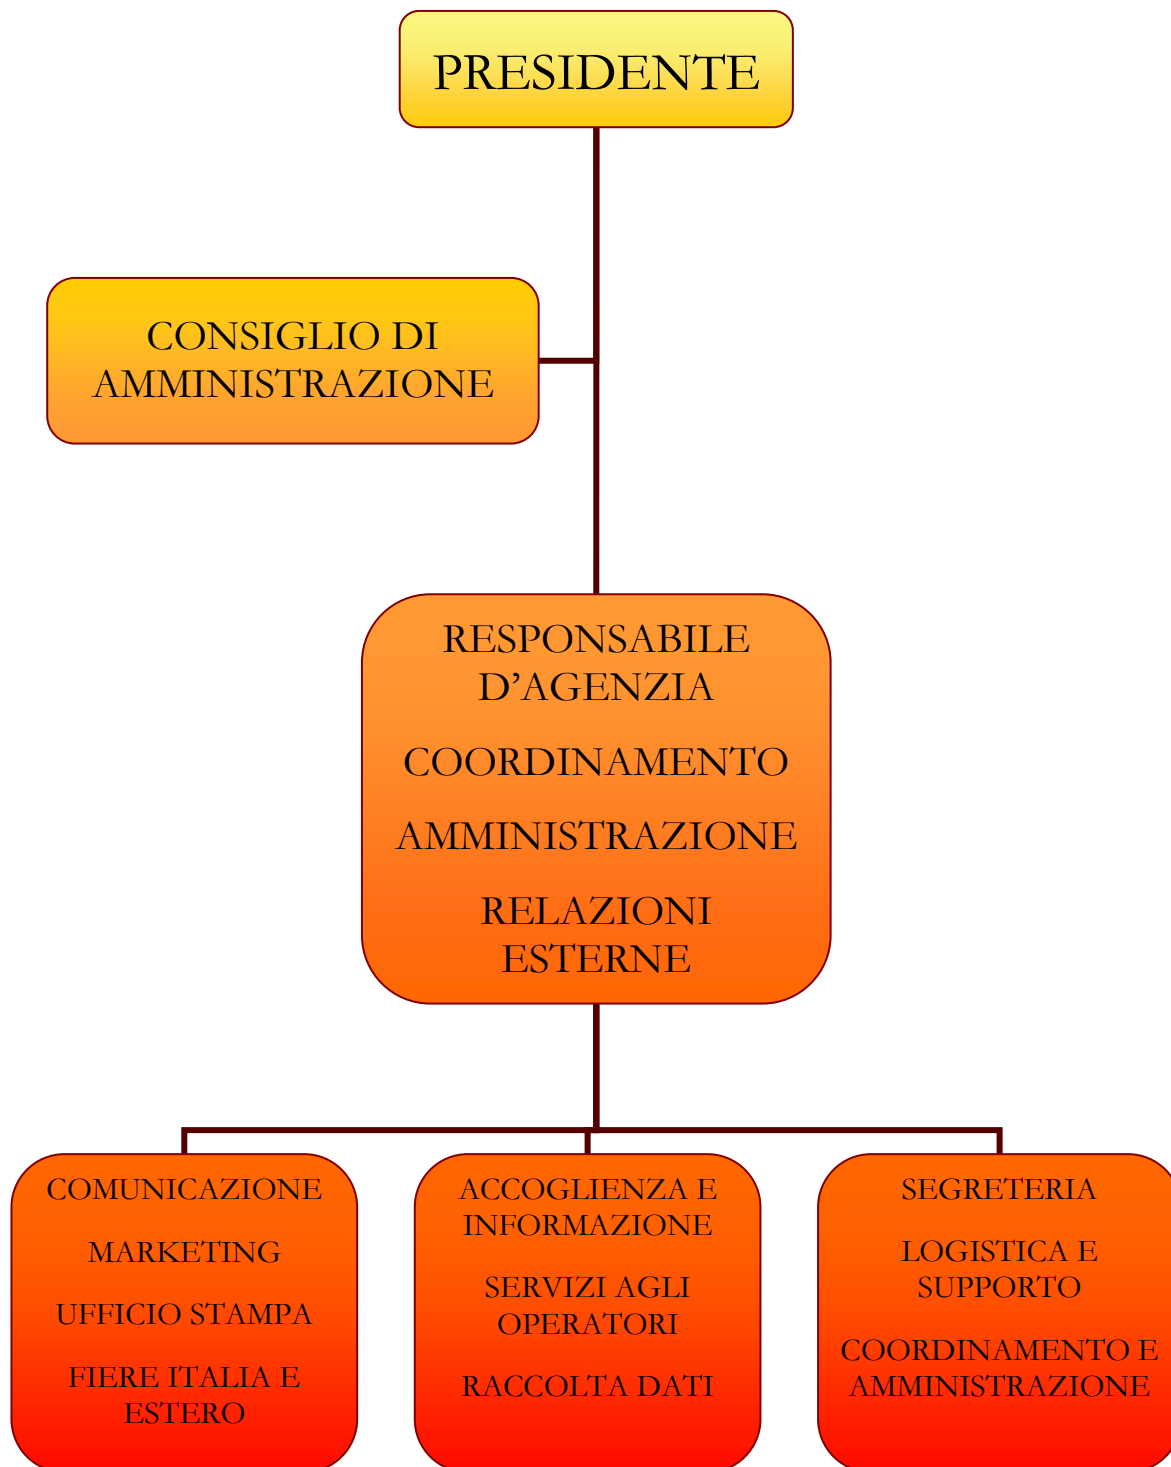 PRESIDENTE
CONSIGLIO DI
AMMINISTRAZIONE
RESPONSABILE
D’AGENZIA
COORDINAMENTO
AMMINISTRAZIONE
RELAZIONI
ESTERNE
COMUNICAZIONE
MARKETING
UFFICIO STAMPA
FIERE ITALIA E
ESTERO
ACCOGLIENZA E
INFORMAZIONE
SERVIZI AGLI
OPERATORI
RACCOLTA DATI
SEGRETERIA
LOGISTICA E
SUPPORTO
COORDINAMENTO E
AMMINISTRAZIONE